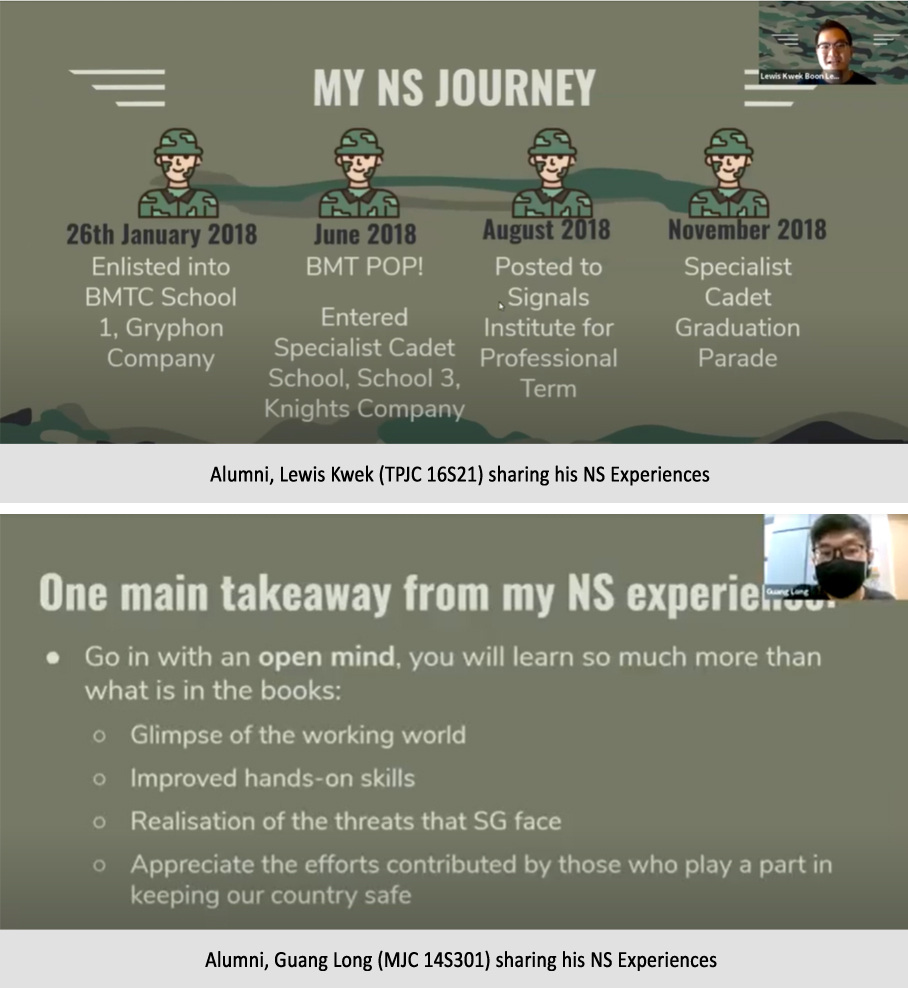 Lewis Kwek Boon Le...
MY NS JOURNEY
26th January 2018
Enlisted into
BMTC School
1, Gryphon
Company
June 2018
BMT POP!
Entered
Specialist Cadet
School, School 3,
Knights Company
August 2018
Posted to
Signals
Institute for
Professional
Term
November 2018
Specialist
Cadet
Graduation
Parade
Alumni, Lewis Kwek (TPJC 16S21) sharing his NS Experiences
Guang Long
One main takeaway from my NS
Go in with an open mind, you will learn so much more than
what is in the books:
Glimpse of the working world
Improved hands-on skills
Realisation of the threats that SG face
Appreciate the efforts contributed by those who play a part in
keeping our country safe
Alumni, Guang Long (MJC 14S301) sharing his NS Experiences